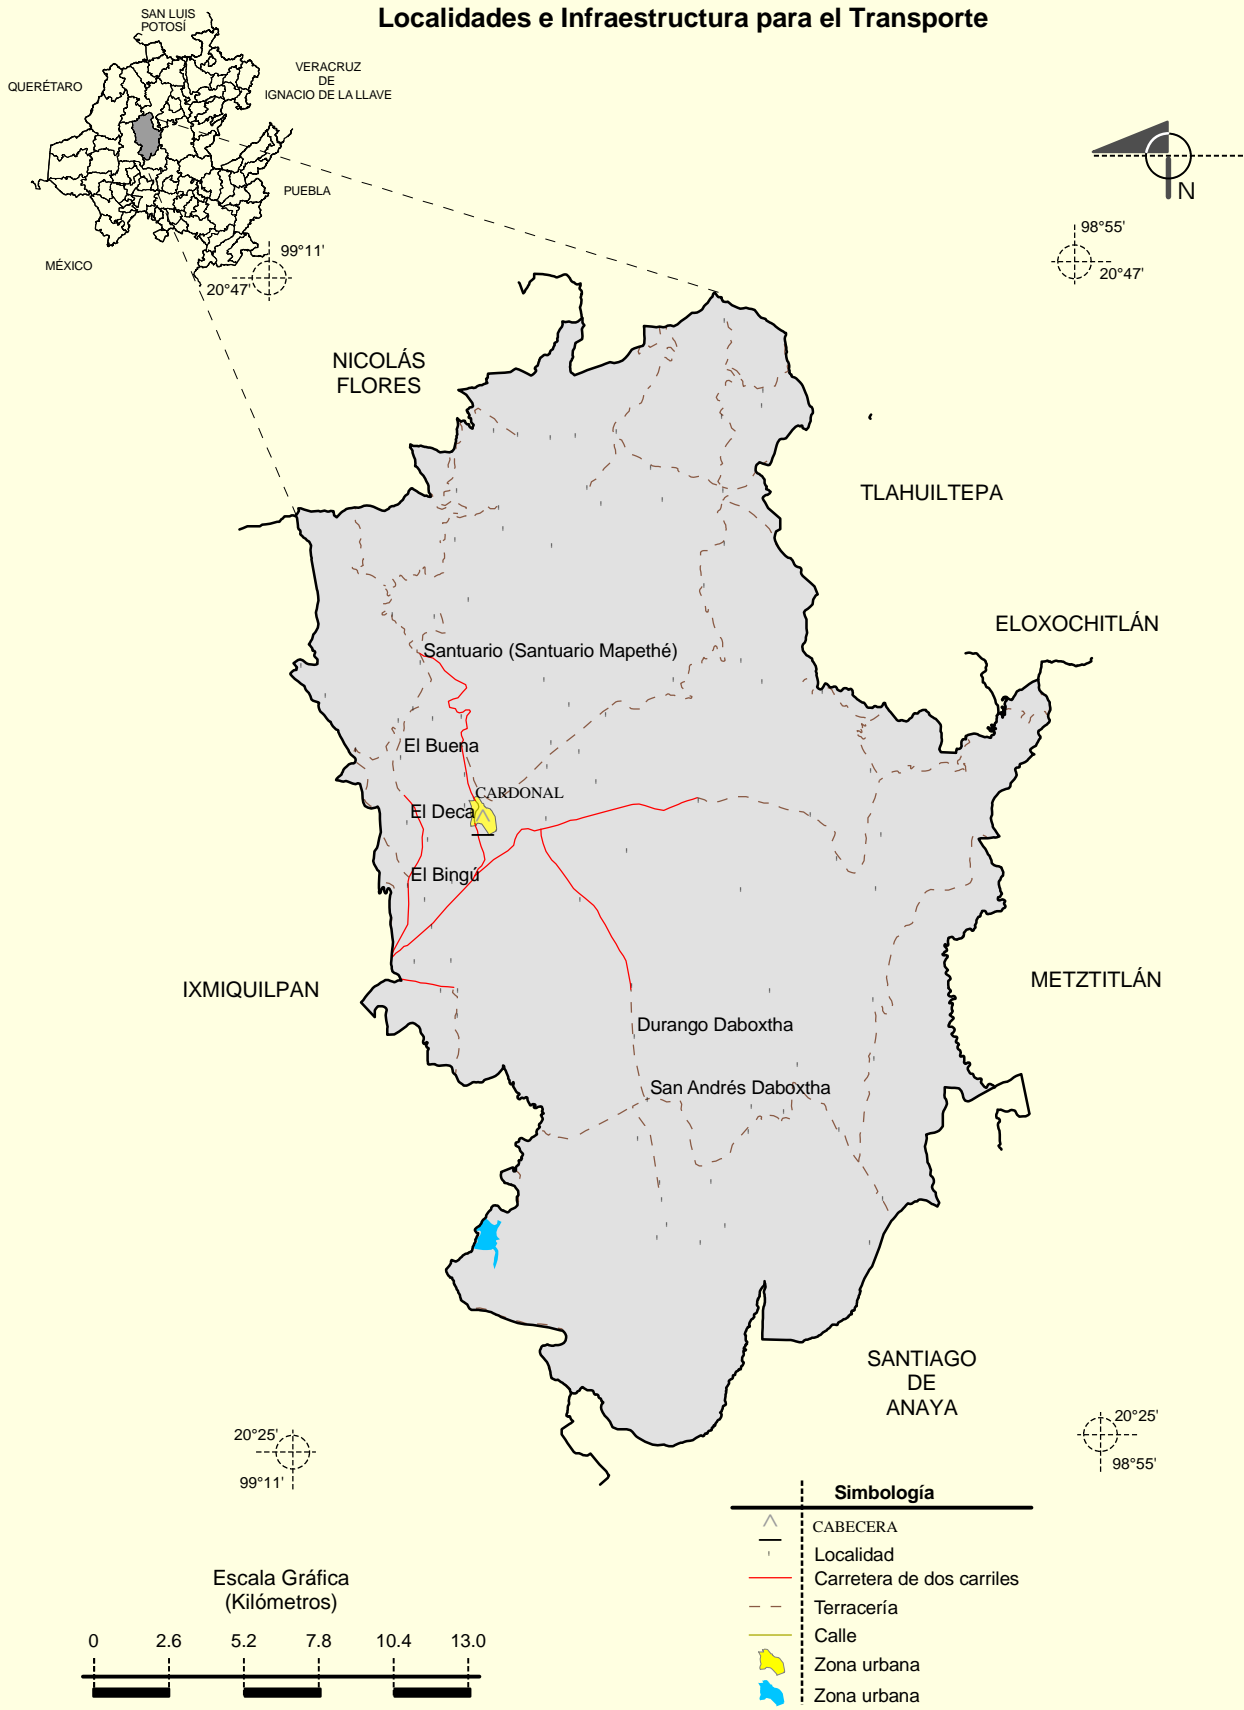 Localidades e Infraestructura para el Transporte
SAN LUIS
POTOSÍ
QUERÉTARO
VERACRUZ
DE
IGNACIO DE LA LLAVE
PUEBLA
MÉXICO
N
99°11'
20°47'
98°55'
20°47'
NICOLÁS
FLORES
TLAHUILTEPA
ELOXOCHITLÁN
Santuario (Santuario Mapethé)
El Buena
CARDONAL
El Deca
El Bingú
IXMIQUILPAN
METZTITLÁN
Durango Daboxtha
San Andrés Daboxtha
SANTIAGO
DE
ANAYA
20°25'
99°11'
20°25'
98°55'
Simbología
CABECERA
Localidad
Carretera de dos carriles
Terracería
Calle
Zona urbana
Zona urbana
Escala Gráfica
(Kilómetros)
0 2.6 5.2 7.8 10.4 13.0